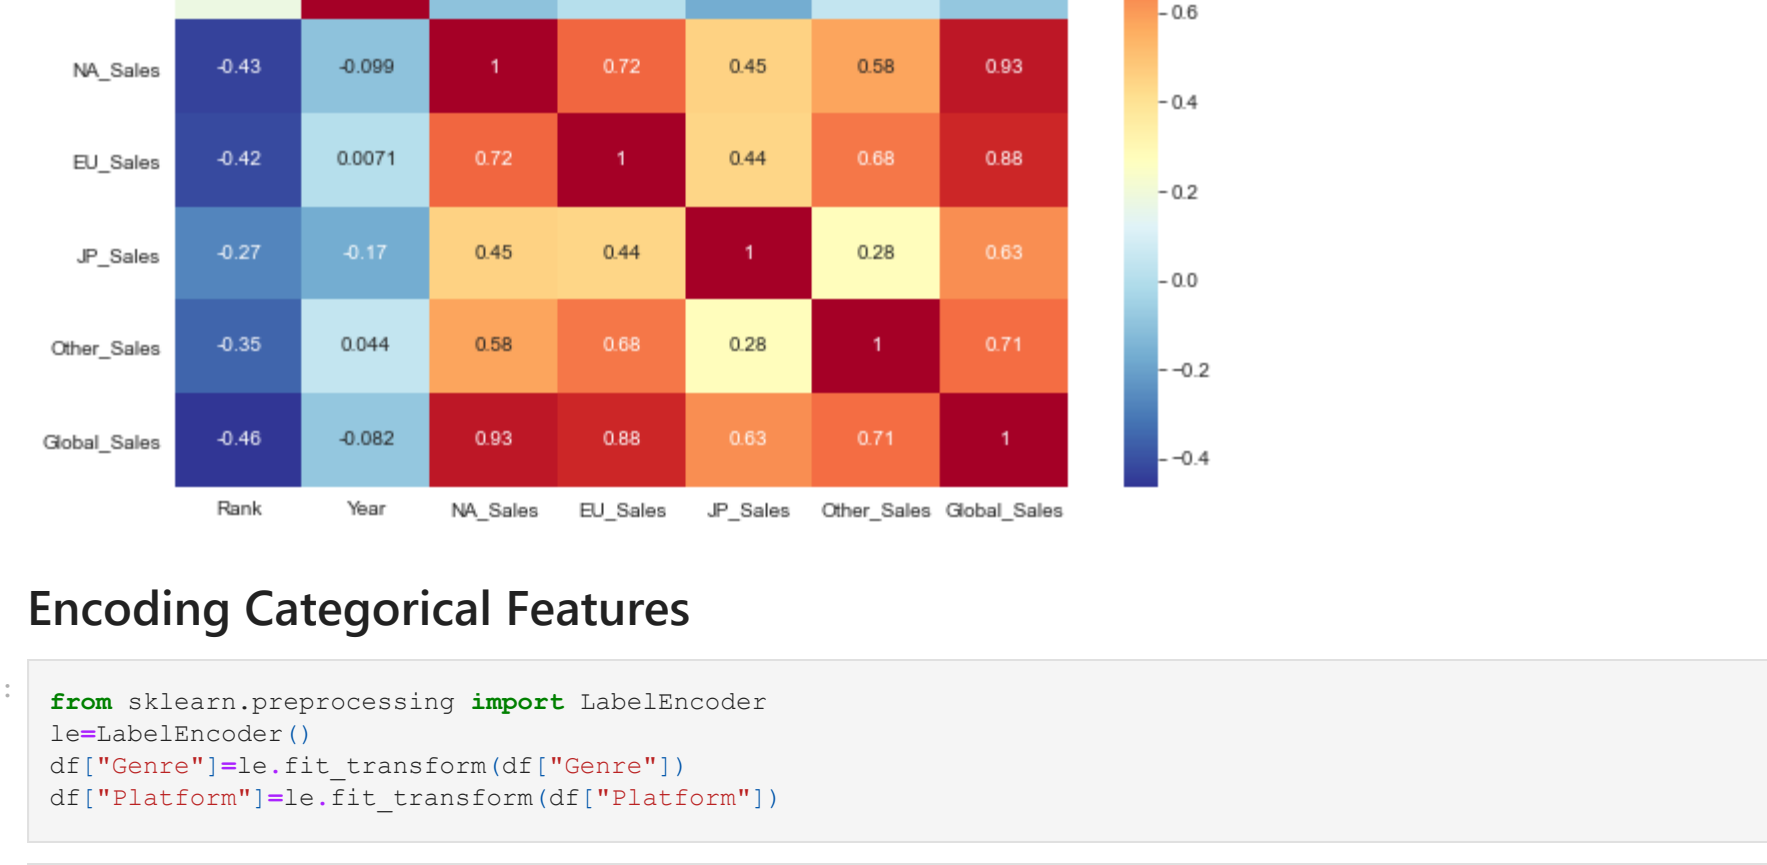 0.6
NA_Sales -0.43 -0.099 1 0.72 0.45 0.58 0.93
0.4
EU_Sales -0.42 0.0071 0.72 1 0.44 0.68 0.88
0.2
JP_Sales -0.27 -0.17 0.45 0.44 1 0.28 0.63
0.0
Other_Sales -0.35 0.044 0.58 0.68 0.28 1 0.71
−0.2
Global_Sales -0.46 -0.082 0.93 0.88 0.63 0.71 1
−0.4
Rank Year NA_Sales EU_Sales JP_Sales Other_Sales Global_Sales
Encoding Categorical Features
:
from sklearn.preprocessing import LabelEncoder
le=LabelEncoder()
df["Genre"]=le.fit_transform(df["Genre"])
df["Platform"]=le.fit_transform(df["Platform"])